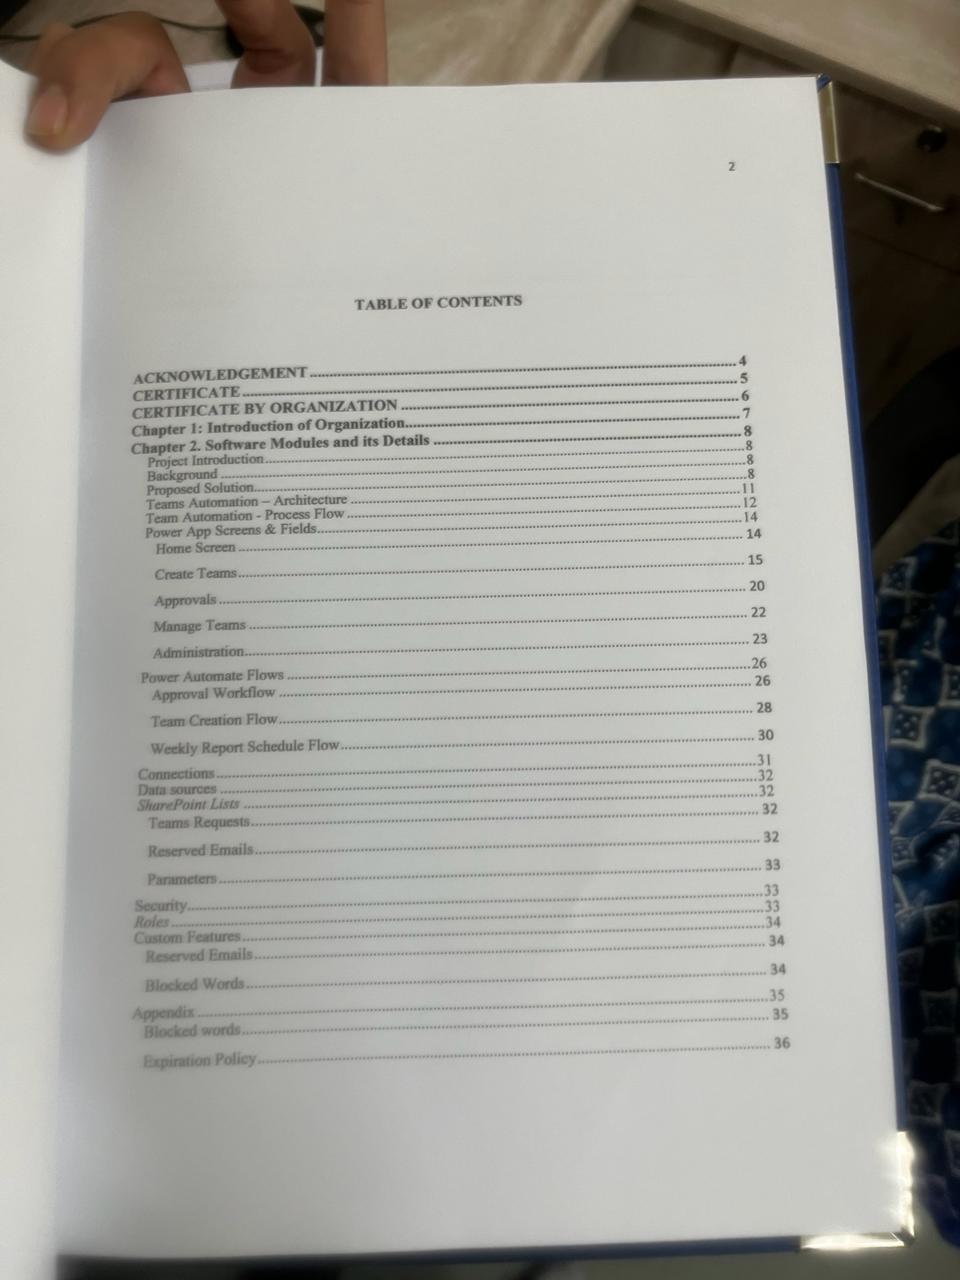 2
TABLE OF CONTENTS
ACKNOWLEDGEMENT ........ 4
CERTIFICATE ........ 5
CERTIFICATE BY ORGANIZATION ........ 6
Chapter 1: Introduction of Organization........ 7
Chapter 2. Software Modules and its Details ........ 8
Project Introduction........ 8
Background ........ 8
Proposed Solution........ 8
Teams Automation – Architecture ........ 11
Team Automation - Process Flow ........ 12
Power App Screens & Fields........ 14
Home Screen ........ 14
Create Teams........ 15
Approvals ........ 20
Manage Teams ........ 22
Administration........ 23
Power Automate Flows ........ 26
Approval Workflow ........ 26
Team Creation Flow........ 28
Weekly Report Schedule Flow........ 30
Connections ........ 31
Data sources ........ 32
SharePoint Lists ........ 32
Teams Requests........ 32
Reserved Emails........ 32
Parameters ........ 33
Security........ 33
Roles ........ 33
Custom Features........ 34
Reserved Emails........ 34
Blocked Words........ 34
Appendix ........ 35
Blocked words........ 35
Expiration Policy........ 36